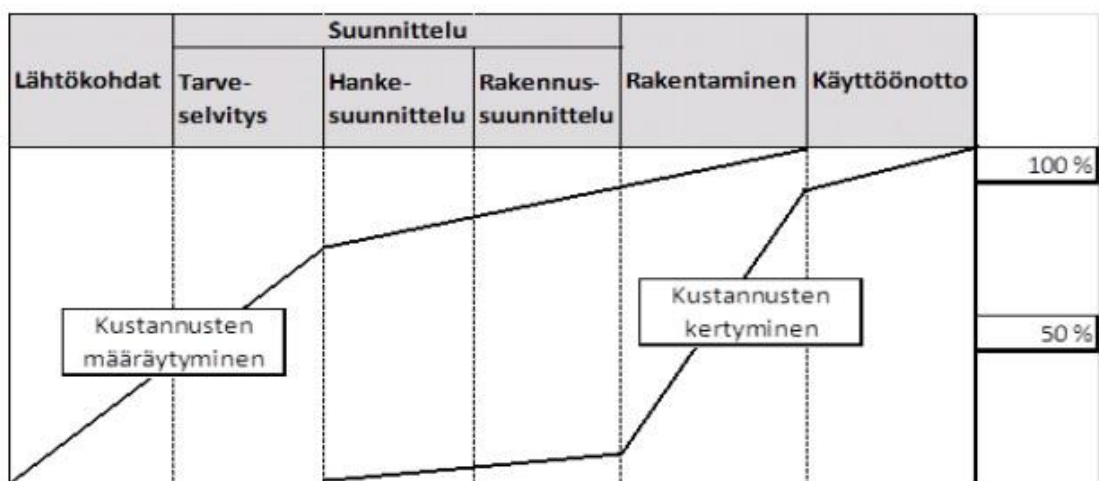 Suunnittelu
Lähtökohdat
Tarve-
selvitys
Hanke-
suunnittelu
Rakennus-
suunnittelu
Rakentaminen
Käyttöönotto
100 %
Kustannusten
määräytyminen
Kustannusten
kertyminen
50 %